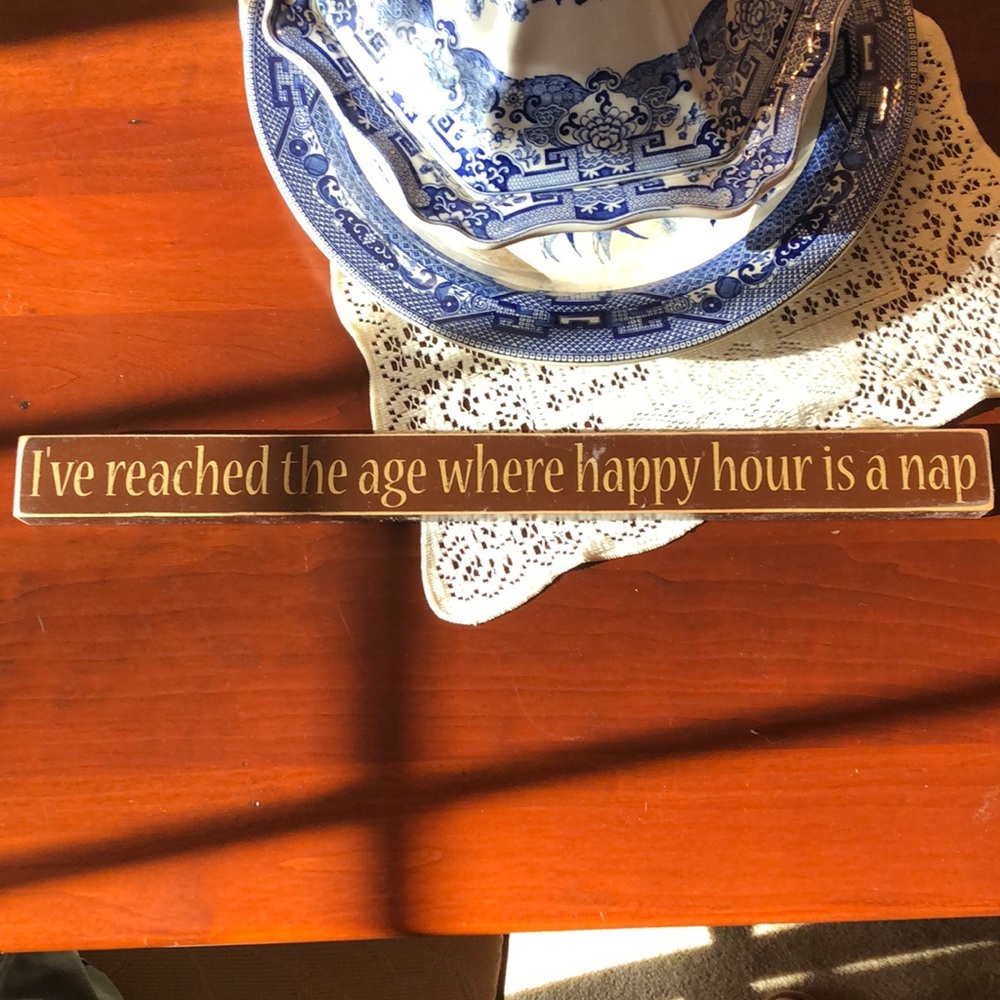 I've reached the age where happy hour is a nap